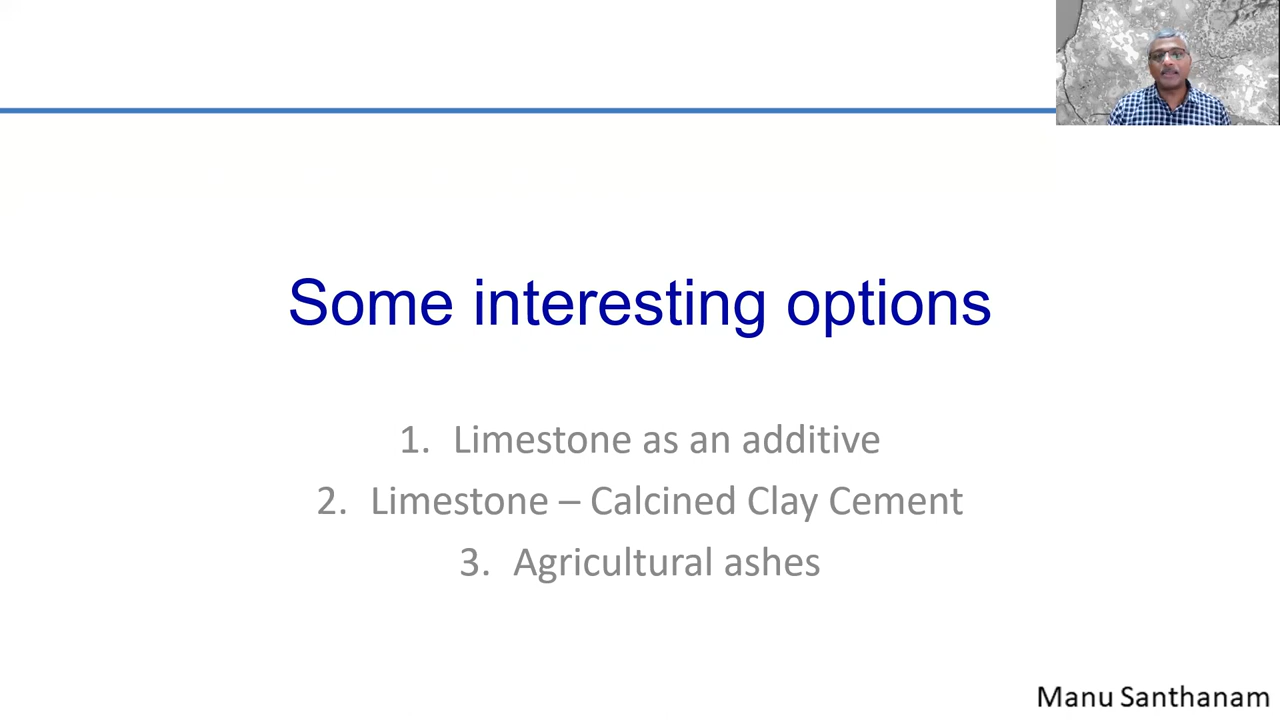 Some interesting options
1. Limestone as an additive
2. Limestone – Calcined Clay Cement
3. Agricultural ashes
Manu Santhanam